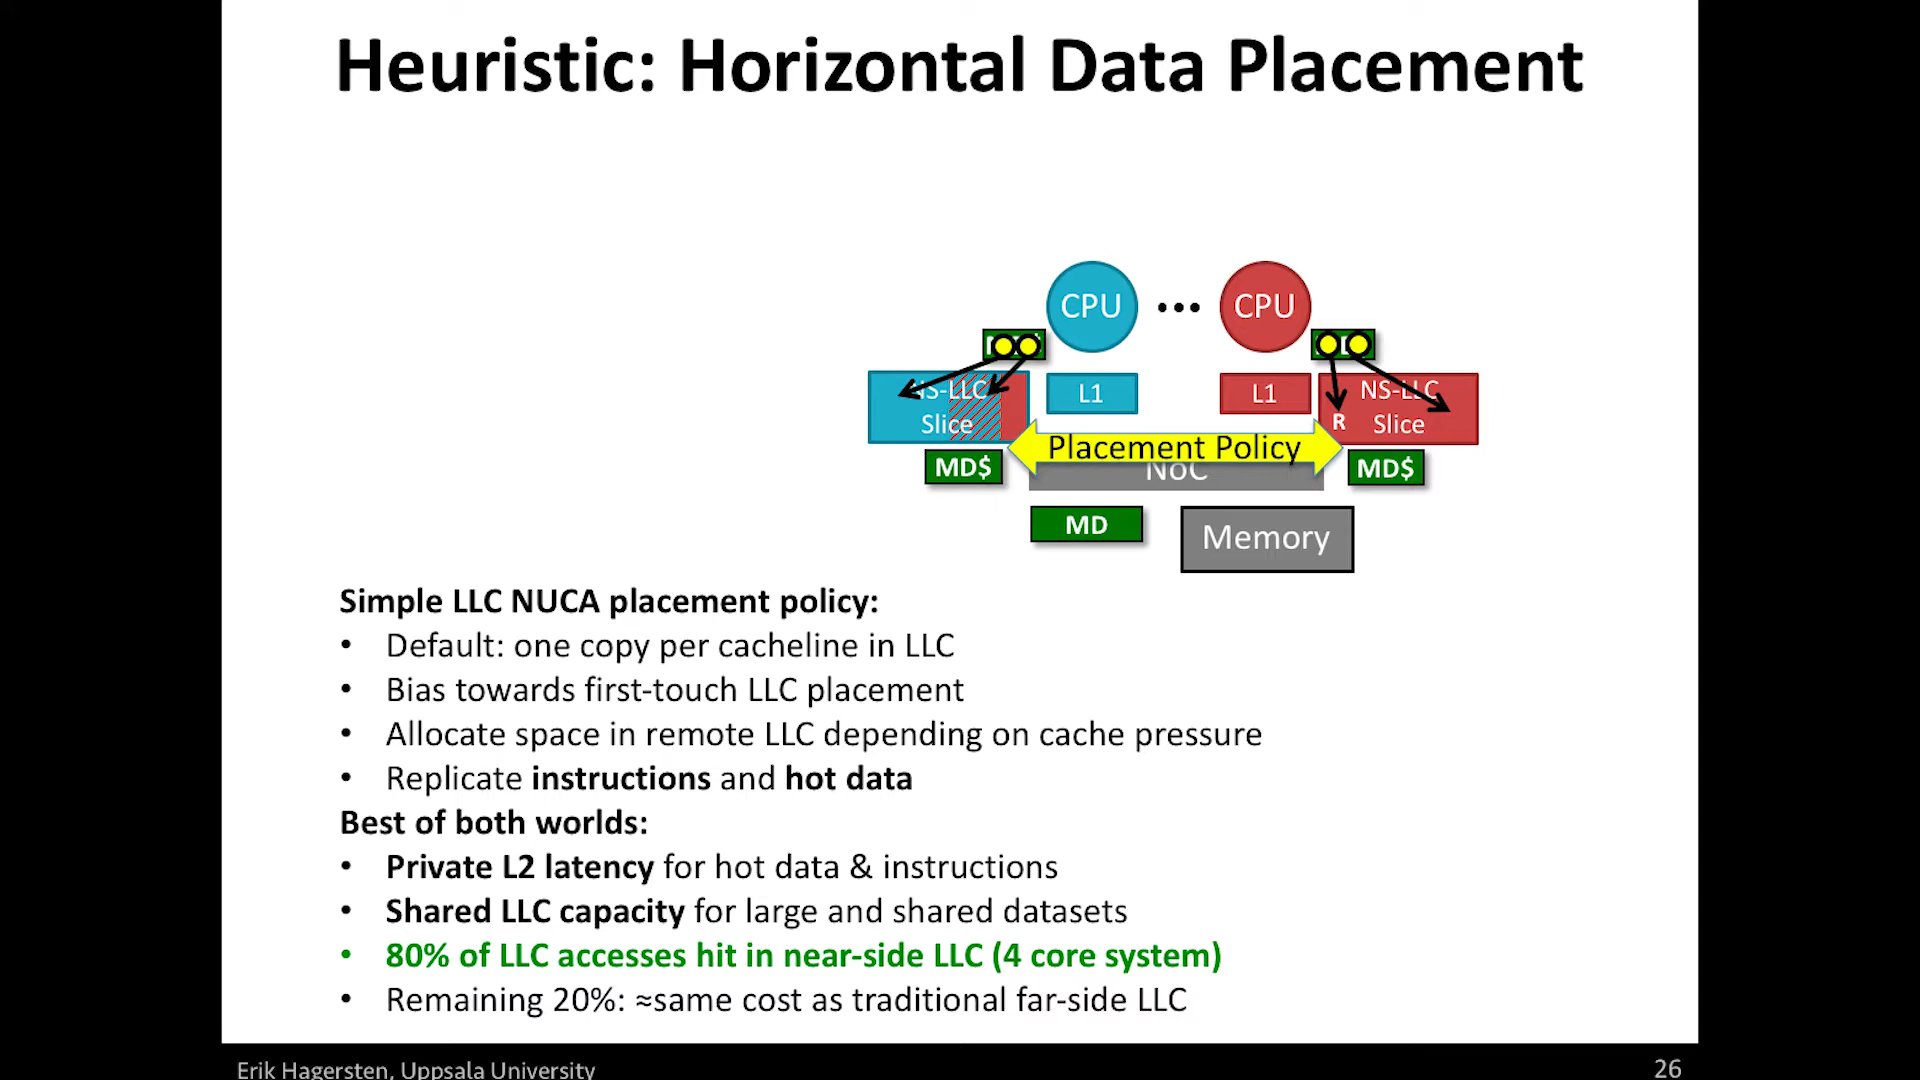 Heuristic: Horizontal Data Placement
CPU ••• CPU
NS-LLC
Slice
L1
L1
NS-LLC
R Slice
Placement Policy
NoC
MD$
MD$
MD
Memory
Simple LLC NUCA placement policy:
• Default: one copy per cacheline in LLC
• Bias towards first-touch LLC placement
• Allocate space in remote LLC depending on cache pressure
• Replicate instructions and hot data
Best of both worlds:
• Private L2 latency for hot data & instructions
• Shared LLC capacity for large and shared datasets
• 80% of LLC accesses hit in near-side LLC (4 core system)
• Remaining 20%: ≈same cost as traditional far-side LLC
Erik Hagersten, Uppsala University
26